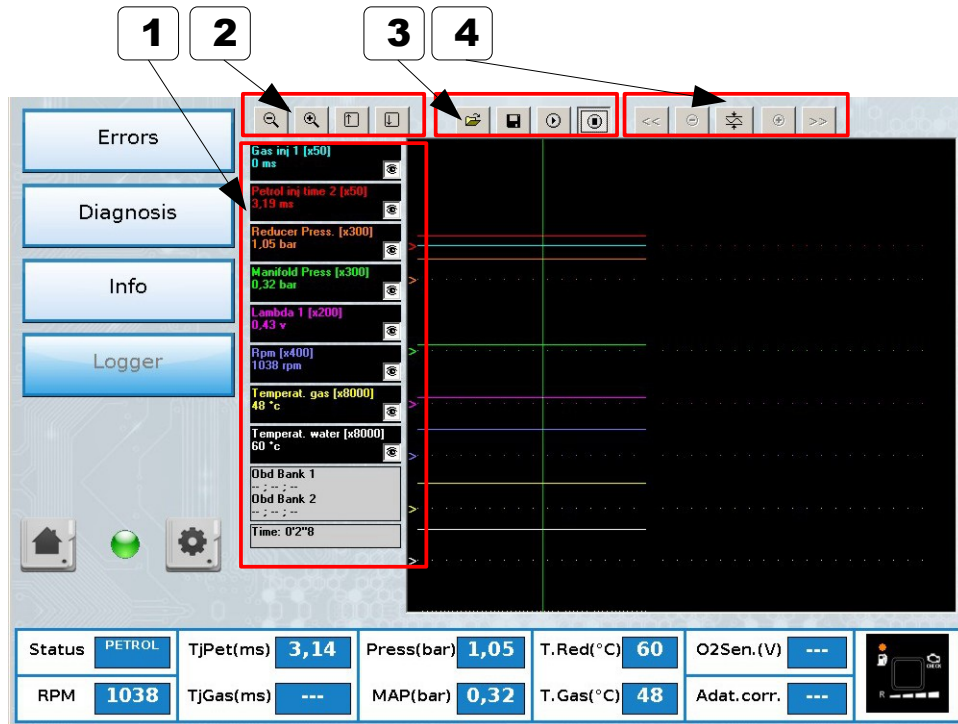 1 2 3 4
Errors
Diagnosis
Info
Logger
<< >>
Gas inj 1 [x50]
0 ms
Petrol inj time 2 [x50]
3,19 ms
Reducer Press. [x300]
1,05 bar
Manifold Press [x300]
0,32 bar
Lambda 1 [x200]
0,43 v
Rpm [x400]
1038 rpm
Temperat. gas [x8000]
48 °c
Temperat. water [x8000]
60 °c
Obd Bank 1
-- ; -- ; --
Obd Bank 2
-- ; -- ; --
Time: 0'2"8
Status PETROL TjPet(ms) 3,14 Press(bar) 1,05 T.Red(°C) 60 O2Sen.(V) ---
RPM 1038 TjGas(ms) --- MAP(bar) 0,32 T.Gas(°C) 48 Adat.corr. ---
CHECK
R